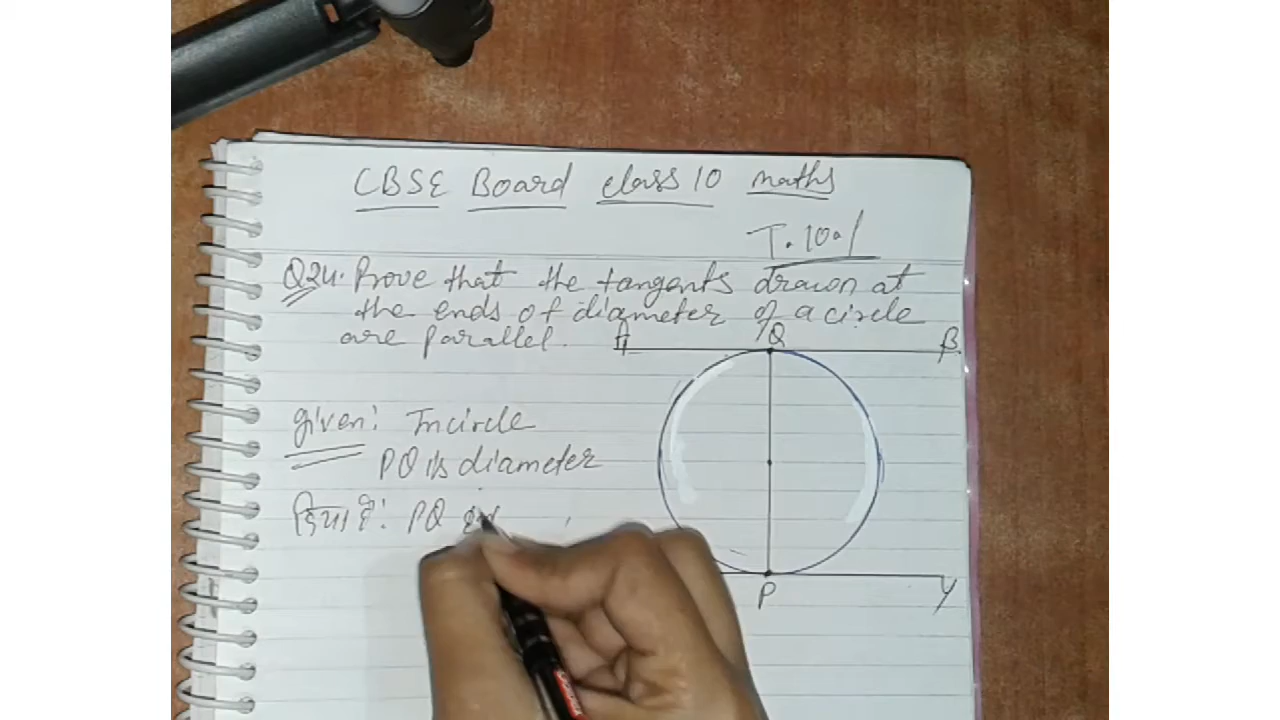 CBSE Board class 10 maths
T. 10.1
Q24. Prove that the tangents drawn at
the ends of diameter of a circle
are parallel.
A Q B
given: In circle
PQ is diameter
दिया है: PQ
P Y